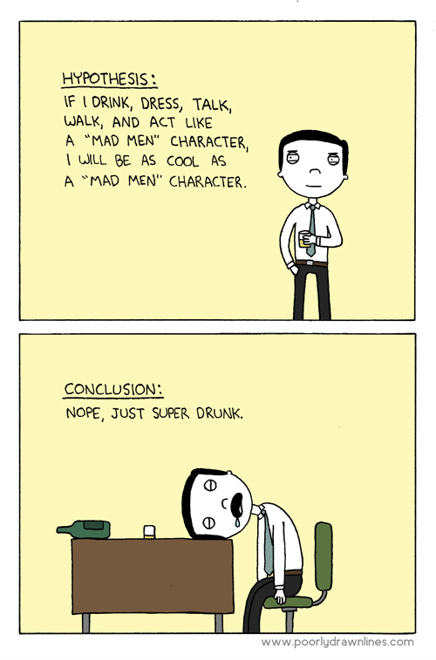 HYPOTHESIS:
IF I DRINK, DRESS, TALK,
WALK, AND ACT LIKE
A "MAD MEN" CHARACTER,
I WILL BE AS COOL AS
A "MAD MEN" CHARACTER.
CONCLUSION:
NOPE, JUST SUPER DRUNK.
www.poorlydrawnlines.com